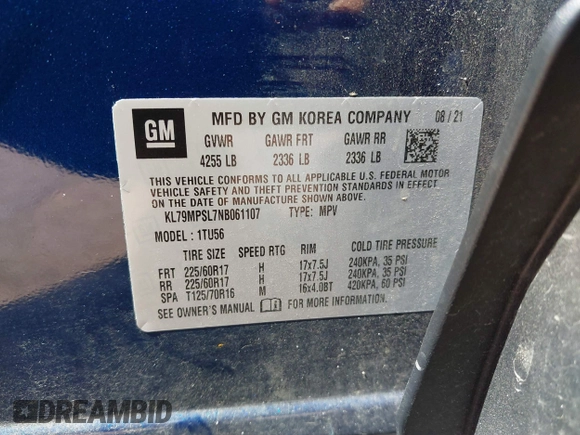 GM
MFD BY GM KOREA COMPANY 08/21
GVWR GAWR FRT GAWR RR
4255 LB 2336 LB 2336 LB
THIS VEHICLE CONFORMS TO ALL APPLICABLE U.S. FEDERAL MOTOR
VEHICLE SAFETY AND THEFT PREVENTION STANDARDS IN EFFECT
ON THE DATE OF MANUFACTURE SHOWN ABOVE.
KL79MPSL7NB061107 TYPE: MPV
MODEL: 1TU56
TIRE SIZE SPEED RTG RIM COLD TIRE PRESSURE
FRT 225/60R17 H 17x7.5J 240KPA, 35 PSI
RR 225/60R17 H 17x7.5J 240KPA, 35 PSI
SPA T125/70R16 M 16x4.0BT 420KPA, 60 PSI
SEE OWNER'S MANUAL FOR MORE INFORMATION.
DREAMBID